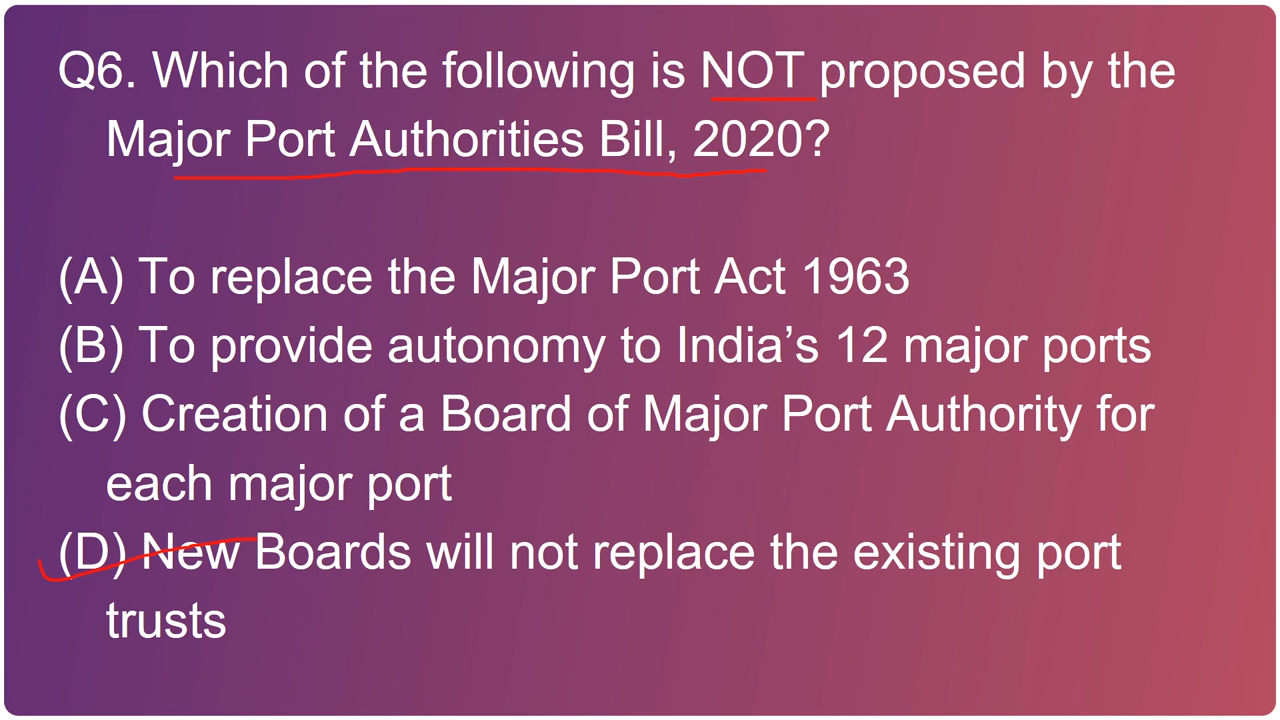 Q6. Which of the following is NOT proposed by the
Major Port Authorities Bill, 2020?
(A) To replace the Major Port Act 1963
(B) To provide autonomy to India’s 12 major ports
(C) Creation of a Board of Major Port Authority for
each major port
(D) New Boards will not replace the existing port
trusts